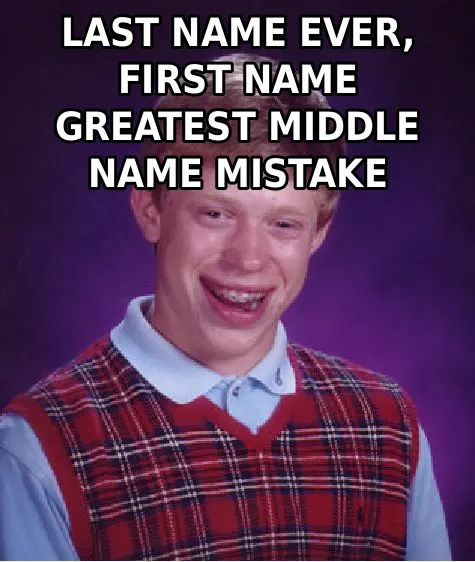 LAST NAME EVER,
FIRST NAME
GREATEST MIDDLE
NAME MISTAKE